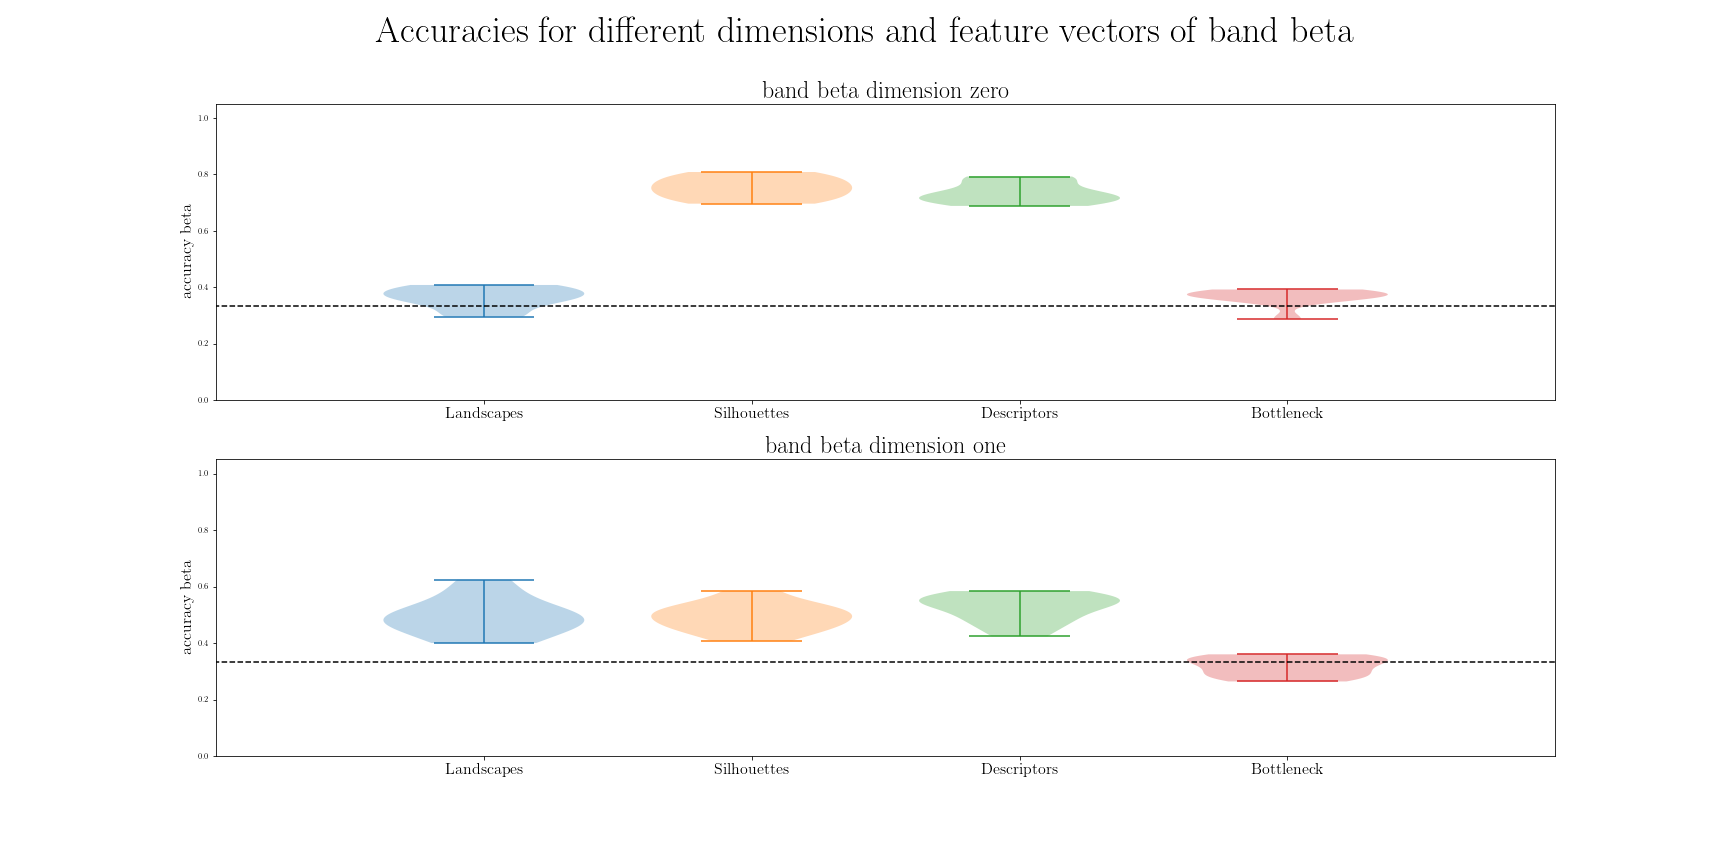 Accuracies for different dimensions and feature vectors of band beta
band beta dimension zero
accuracy beta
1.0
0.8
0.6
0.4
0.2
0.0
Landscapes Silhouettes Descriptors Bottleneck
band beta dimension one
accuracy beta
1.0
0.8
0.6
0.4
0.2
0.0
Landscapes Silhouettes Descriptors Bottleneck